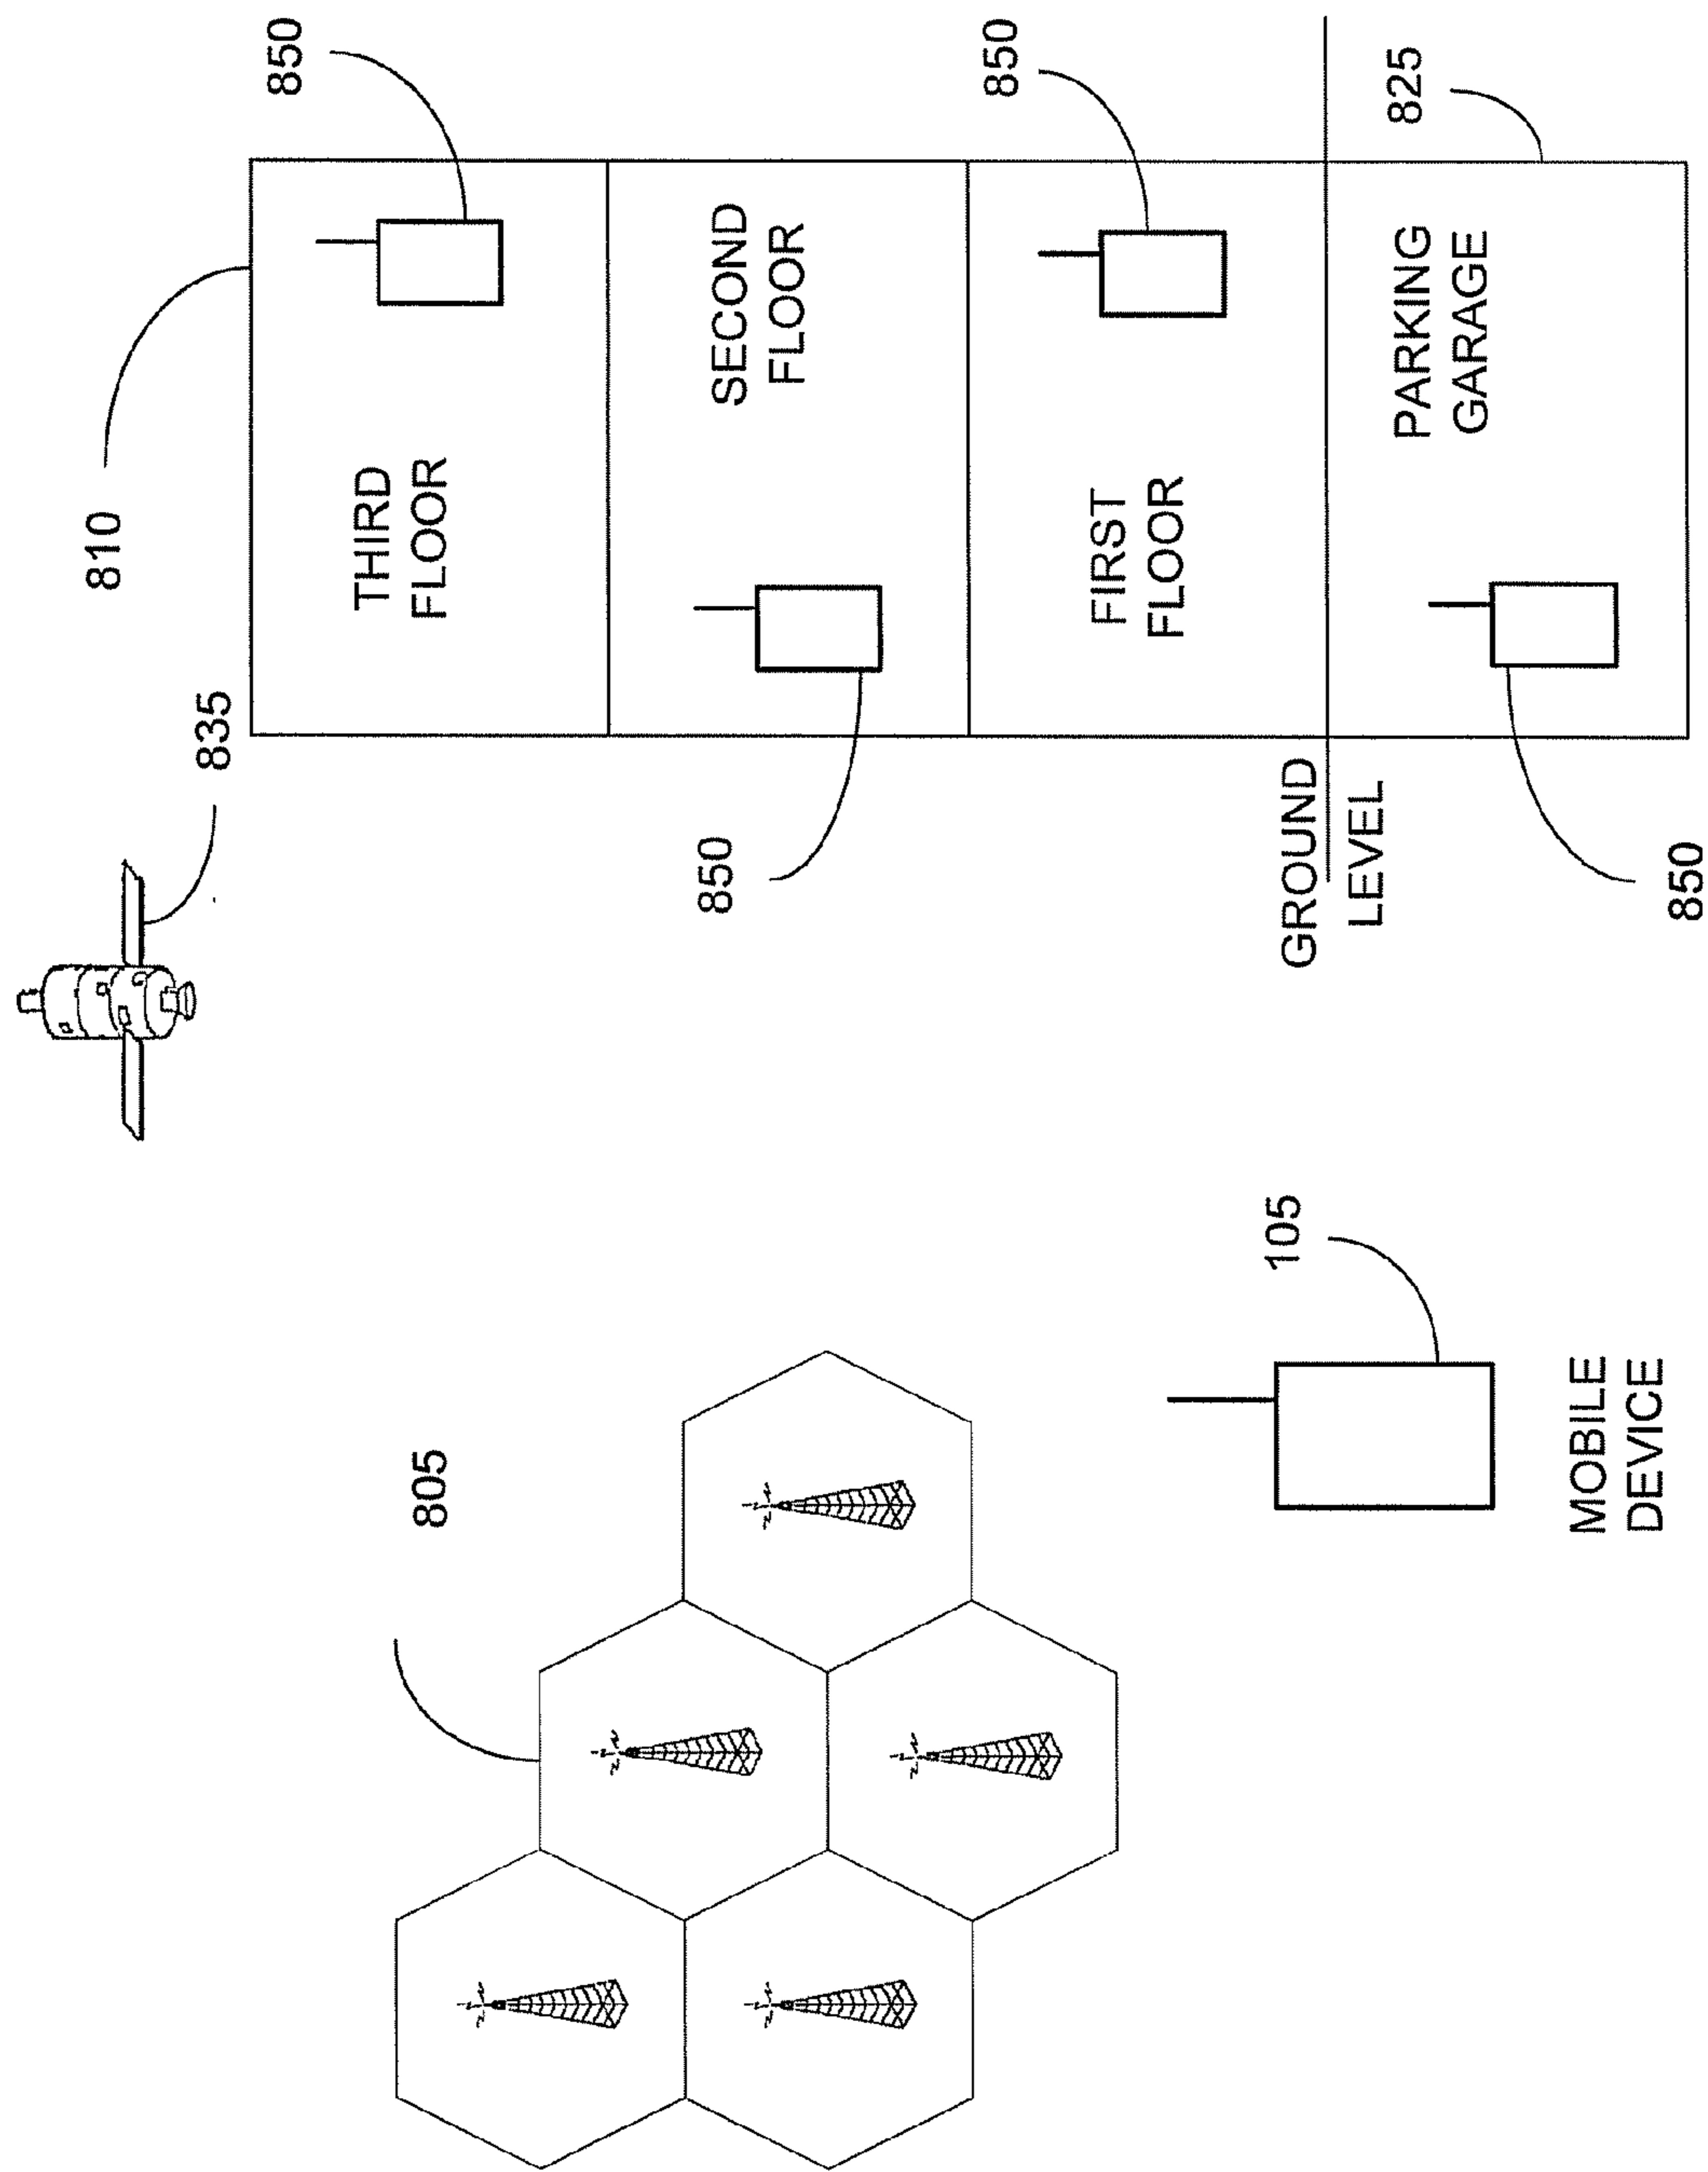 810
850
THIRD
FLOOR
835
SECOND
FLOOR
850
850
FIRST
FLOOR
GROUND
LEVEL
825
PARKING
GARAGE
850
805
105
MOBILE
DEVICE